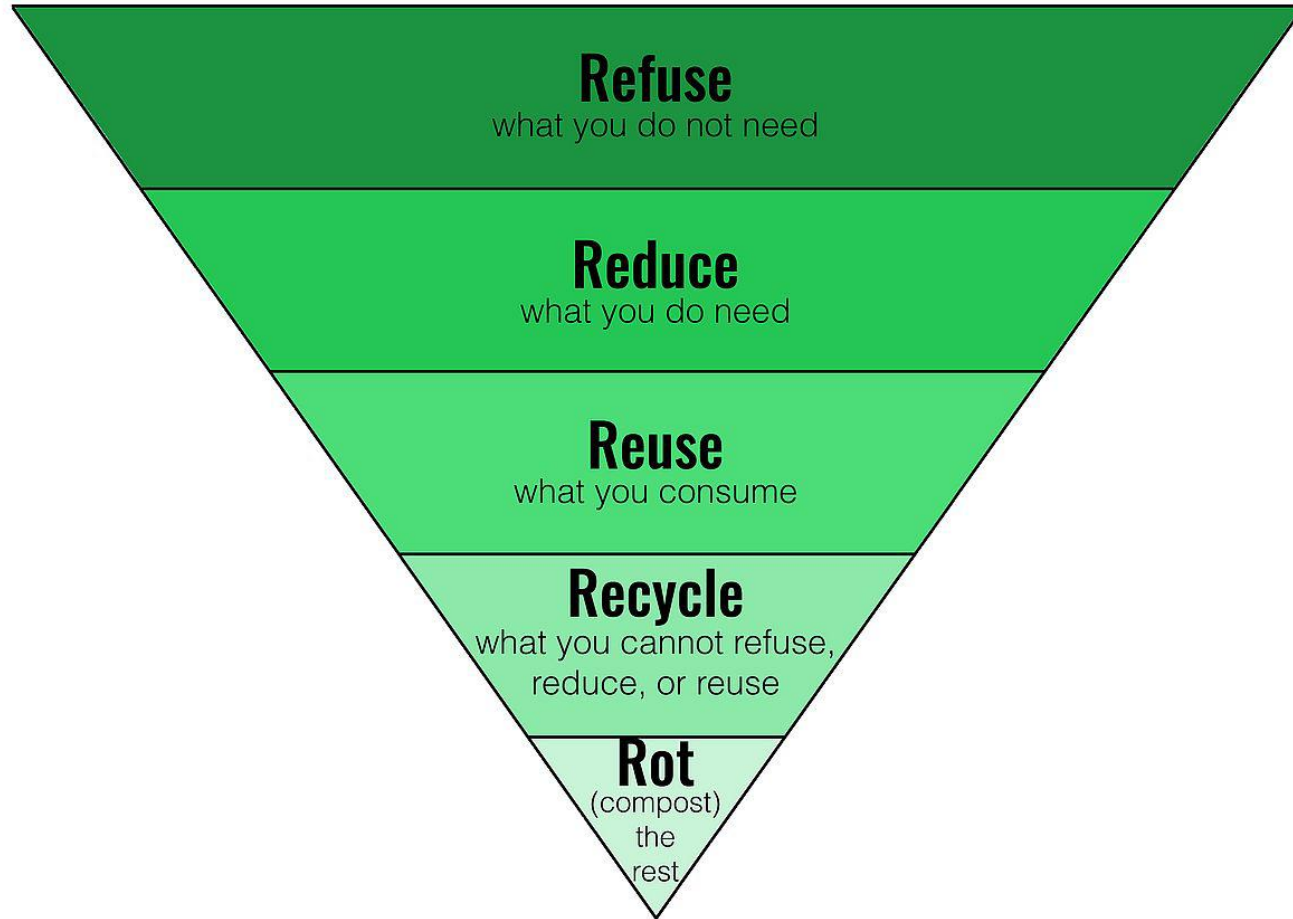 Refuse
what you do not need
Reduce
what you do need
Reuse
what you consume
Recycle
what you cannot refuse,
reduce, or reuse
Rot
(compost)
the
rest